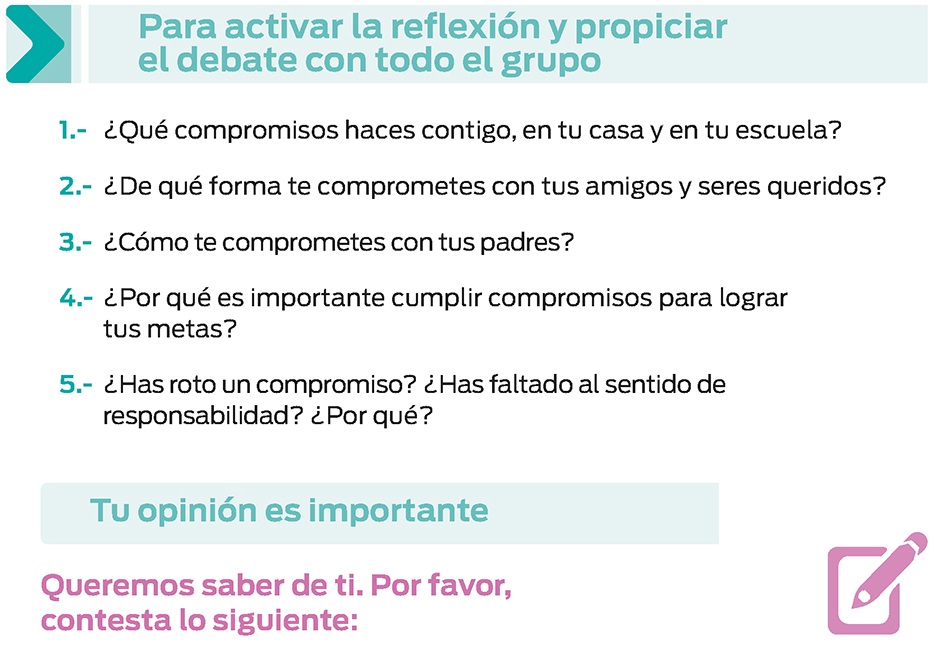 Para activar la reflexión y propiciar
el debate con todo el grupo
1.- ¿Qué compromisos haces contigo, en tu casa y en tu escuela?
2.- ¿De qué forma te comprometes con tus amigos y seres queridos?
3.- ¿Cómo te comprometes con tus padres?
4.- ¿Por qué es importante cumplir compromisos para lograr
tus metas?
5.- ¿Has roto un compromiso? ¿Has faltado al sentido de
responsabilidad? ¿Por qué?
Tu opinión es importante
Queremos saber de ti. Por favor,
contesta lo siguiente: